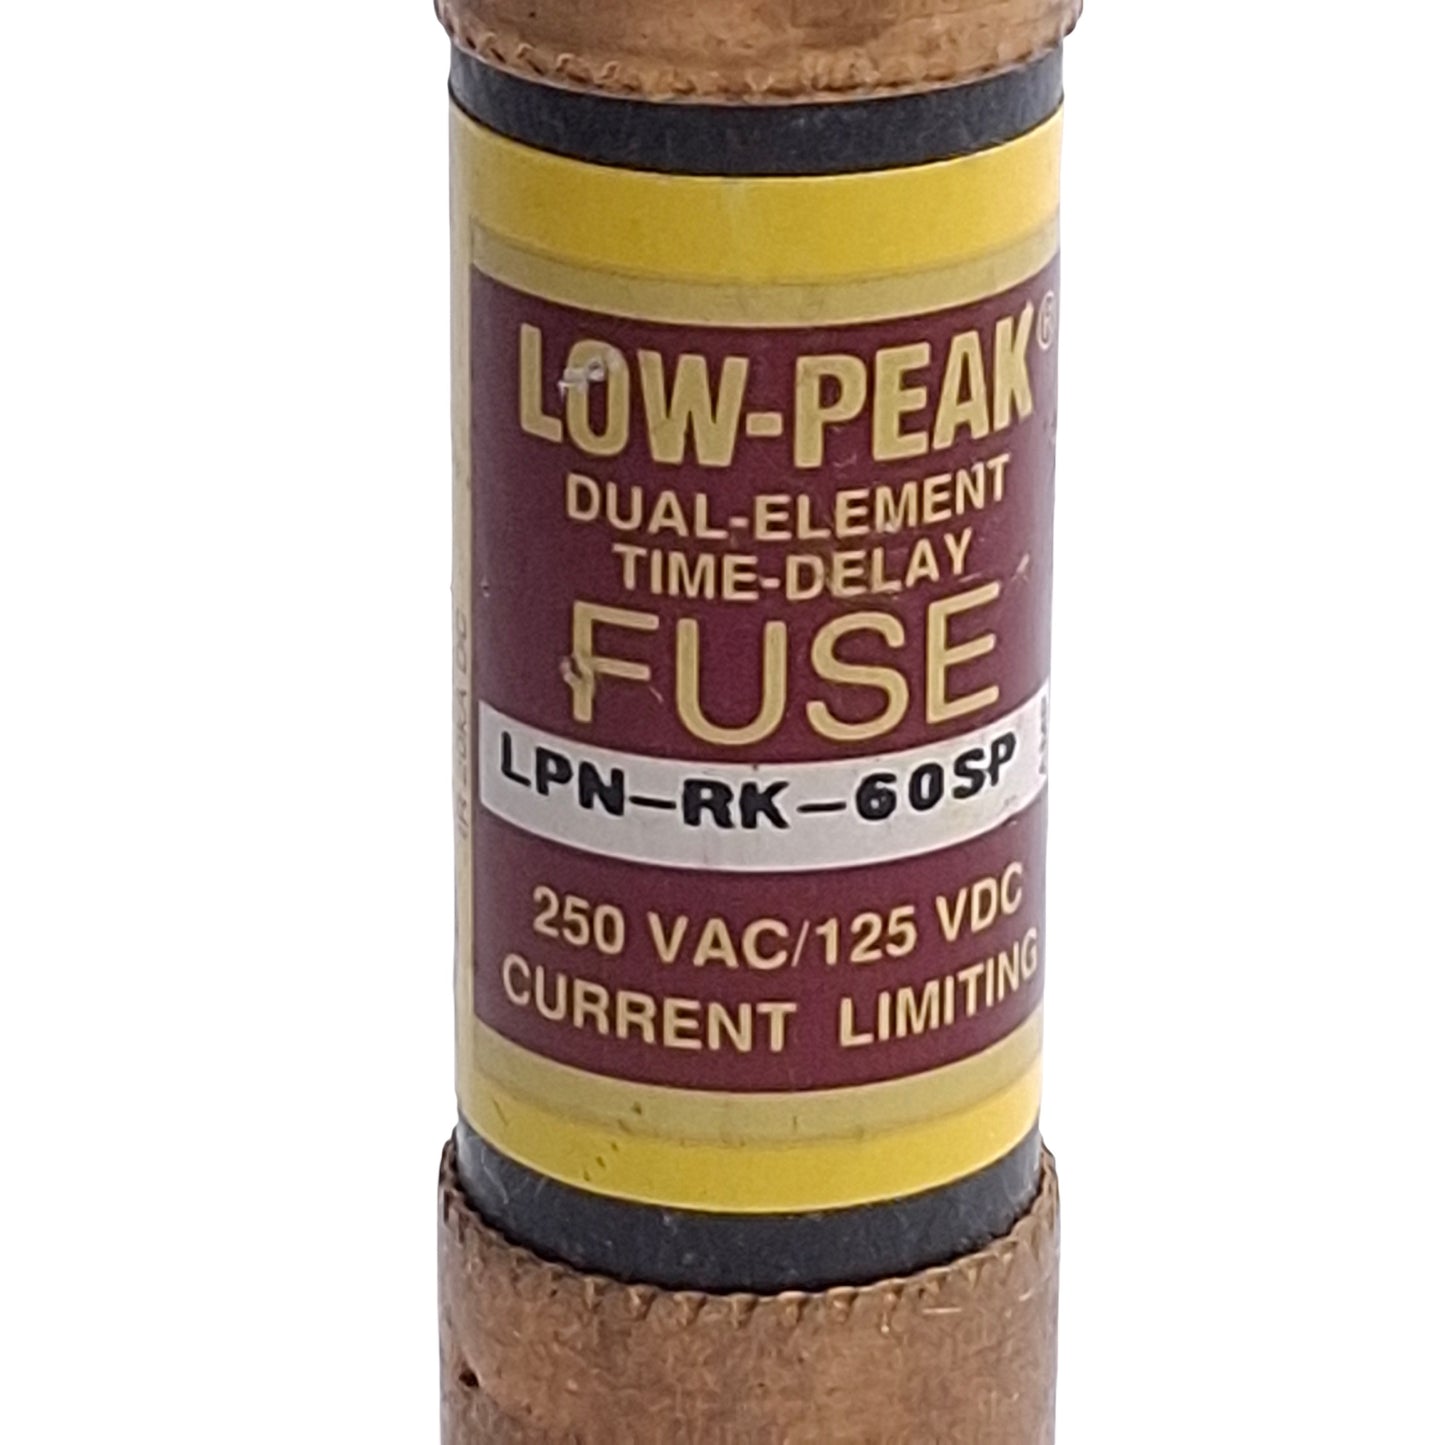 LOW-PEAK®
DUAL-ELEMENT
TIME-DELAY
FUSE
LPN-RK-60SP
250 VAC/125 VDC
CURRENT LIMITING